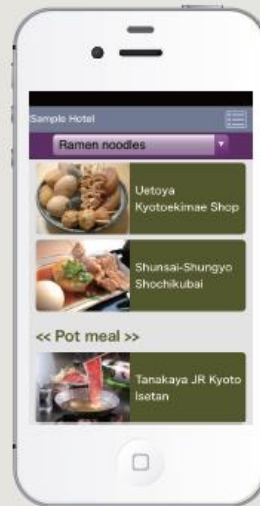 Sample Hotel
Ramen noodles
Uetoya
Kyotoekimae Shop
Shunsai-Shungyo
Shochikubai
<< Pot meal >>
Tanakaya JR Kyoto
Isetan